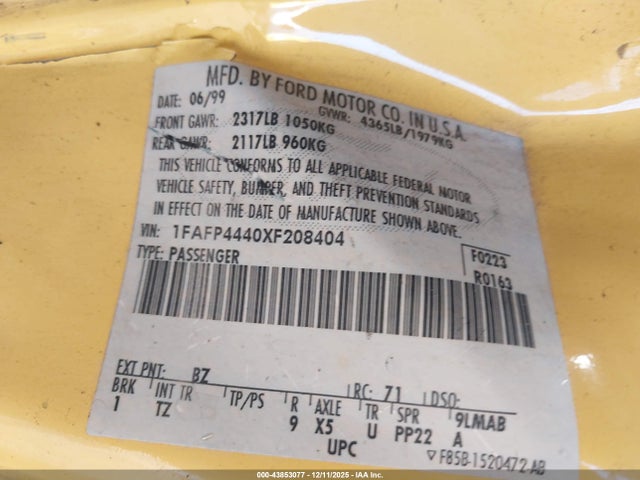 MFD. BY FORD MOTOR CO. IN U.S.A.
DATE: 06/99 GVWR: 4365LB/1979KG
FRONT GAWR: 2317LB 1050KG
REAR GAWR: 2117LB 960KG
THIS VEHICLE CONFORMS TO ALL APPLICABLE FEDERAL MOTOR
VEHICLE SAFETY, BUMPER, AND THEFT PREVENTION STANDARDS
IN EFFECT ON THE DATE OF MANUFACTURE SHOWN ABOVE.
VIN: 1FAFP4440XF208404
TYPE: PASSENGER
F0223
R0163
EXT PNT: BZ RC: 71 DSO:
BRK INT TR TP/PS R AXLE TR SPR 9LMAB
1 TZ 9 X5 U PP22 A
UPC ▽F85B-1520472-AB
000-43853077 - 12/11/2025 - IAA